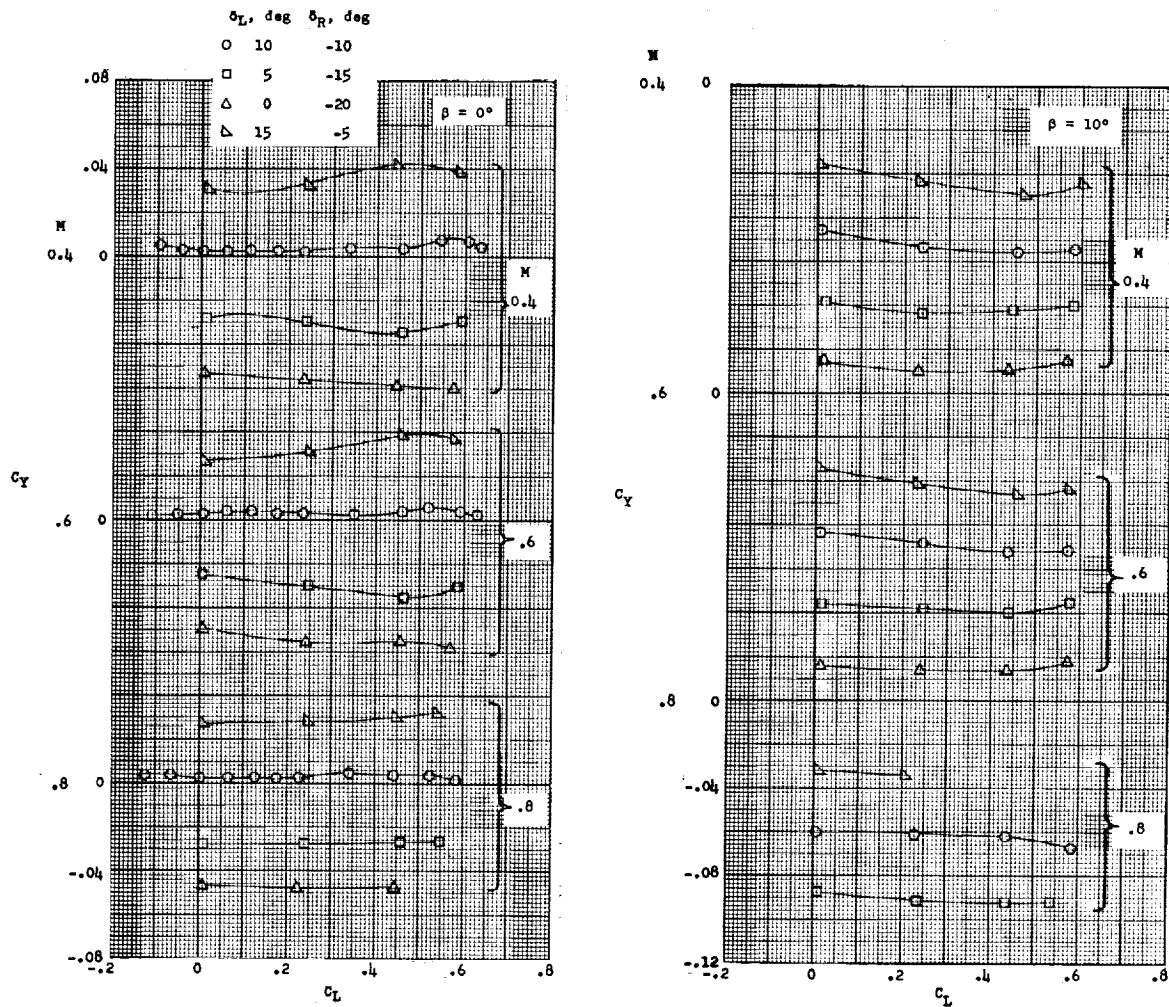 δL, deg δR, deg
10 -10
5 -15
0 -20
15 -5
β = 0°
.08
.04
M
0.4 0
.6 0
.8 0
-.04
-.08
CY
M
0.4
.6
.8
-.2 0 .2 .4 .6 .8
CL
M
0.4 0
.6 0
.8 0
-.04
-.08
-.12
CY
β = 10°
M
0.4
.6
.8
-.2 0 .2 .4 .6 .8
CL